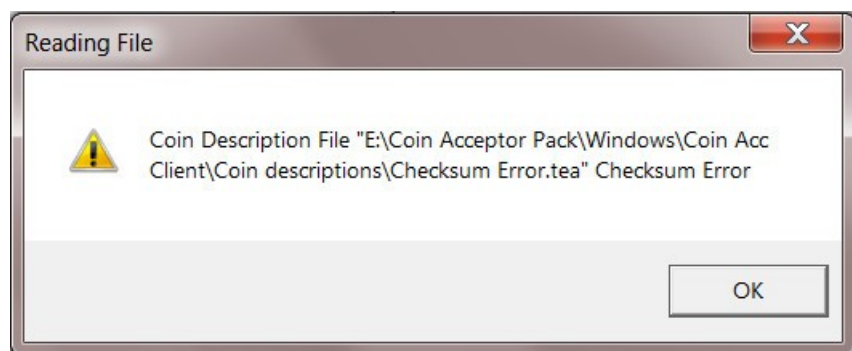 Reading File
Coin Description File "E:\Coin Acceptor Pack\Windows\Coin Acc
Client\Coin descriptions\Checksum Error.tea" Checksum Error
OK